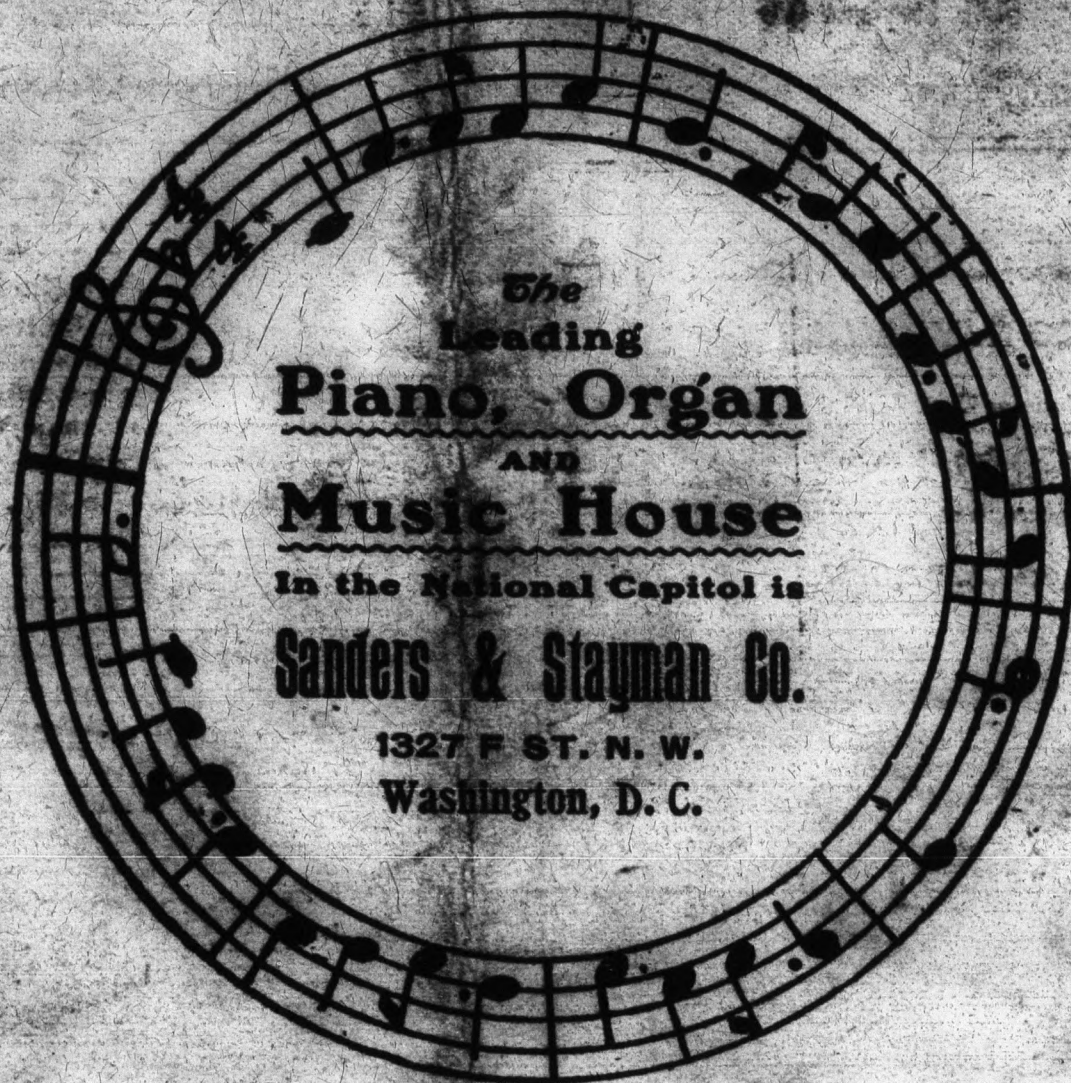 The
Leading
Piano, Organ
AND
Music House
In the National Capitol is
Sanders & Stayman Co.
1327 F ST. N. W.
Washington, D. C.